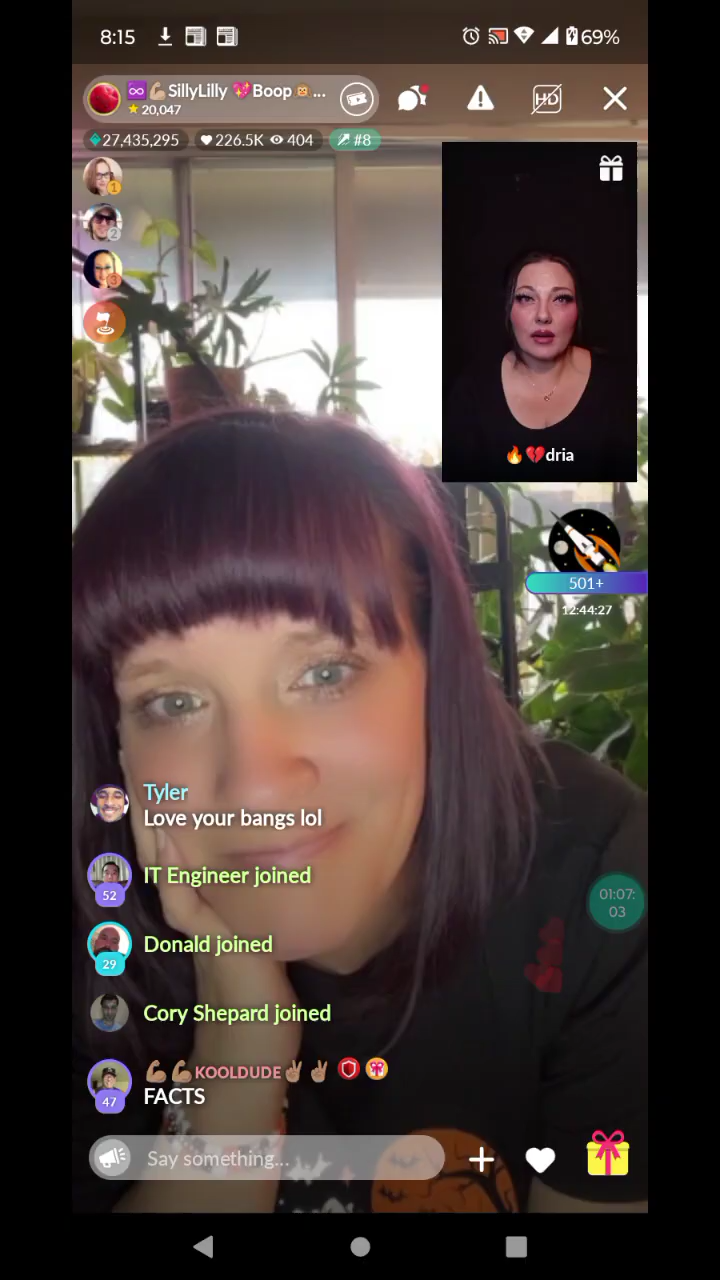 8:15
69%
♾️💪🏽SillyLilly 💖Boop🙉...
⭐20,047
HD
27,435,295
226.5K
404
#8
1
2
3
🔥💔dria
501+
12:44:27
Tyler
Love your bangs lol
01:07:
03
52
IT Engineer joined
29
Donald joined
Cory Shepard joined
47
💪🏽💪🏽KOOLDUDE✌🏽✌🏽
FACTS
Say something...